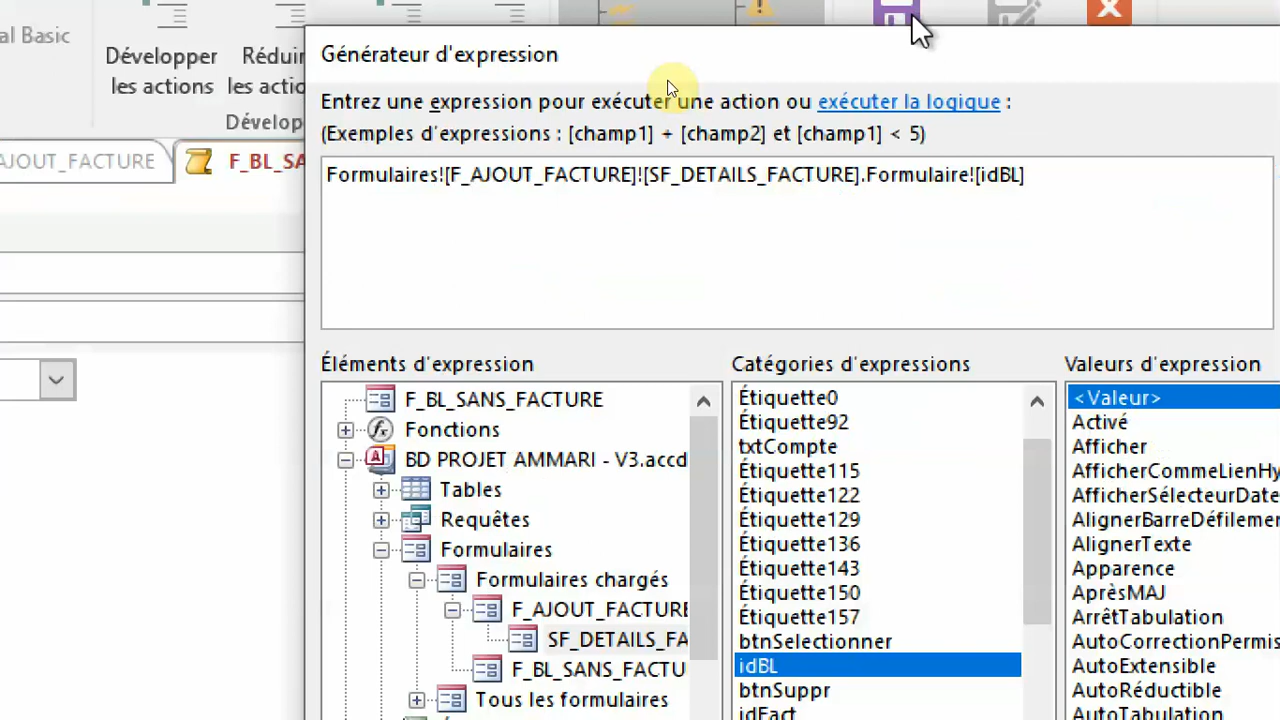 al Basic
Développer
les actions
Réduir
les actio
Dévelop
AJOUT_FACTURE
F_BL_SA
Générateur d'expression
Entrez une expression pour exécuter une action ou exécuter la logique :
(Exemples d'expressions : [champ1] + [champ2] et [champ1] < 5)
Formulaires![F_AJOUT_FACTURE]![SF_DETAILS_FACTURE].Formulaire![idBL]
Éléments d'expression
F_BL_SANS_FACTURE
Fonctions
BD PROJET AMMARI - V3.accd
Tables
Requêtes
Formulaires
Formulaires chargés
F_AJOUT_FACTURE
SF_DETAILS_FA
F_BL_SANS_FACTU
Tous les formulaires
Catégories d'expressions
Étiquette0
Étiquette92
txtCompte
Étiquette115
Étiquette122
Étiquette129
Étiquette136
Étiquette143
Étiquette150
Étiquette157
btnSelectionner
idBL
btnSuppr
idFact
Valeurs d'expression
<Valeur>
Activé
Afficher
AfficherCommeLienHy
AfficherSélecteurDate
AlignerBarreDéfilemen
AlignerTexte
Apparence
AprèsMAJ
ArrêtTabulation
AutoCorrectionPermis
AutoExtensible
AutoRéductible
AutoTabulation